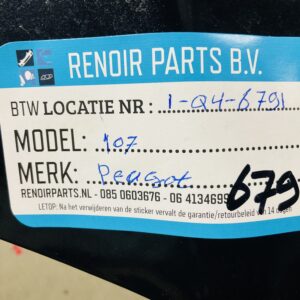 RENOIR PARTS B.V.
BTW LOCATIE NR : 1-Q4-6791
MODEL: 107
MERK: Peugeot
RENOIRPARTS.NL - 085 0603676 - 06 4134695
679
LETOP: Na het verwijderen van de sticker vervalt de garantie/retourbeleid van 14 dagen